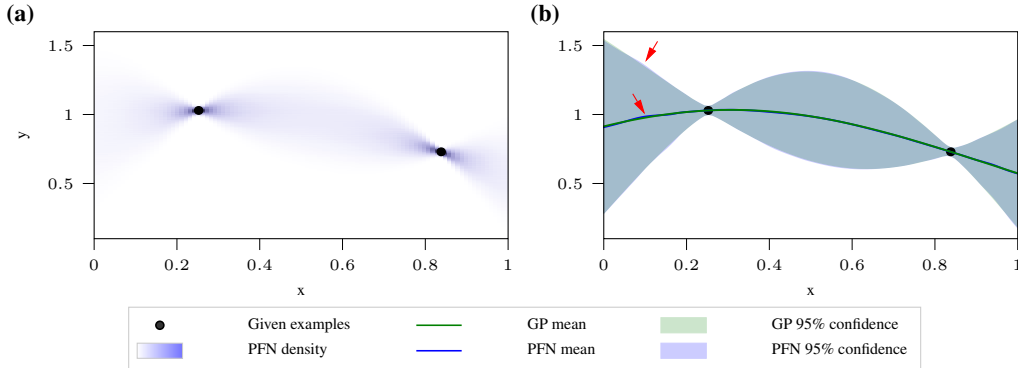 (a)
(b)
1.5
1
0.5
y
0
0.2
0.4
0.6
0.8
1
x
1.5
1
0.5
0
0.2
0.4
0.6
0.8
1
x
Given examples
GP mean
GP 95% confidence
PFN density
PFN mean
PFN 95% confidence